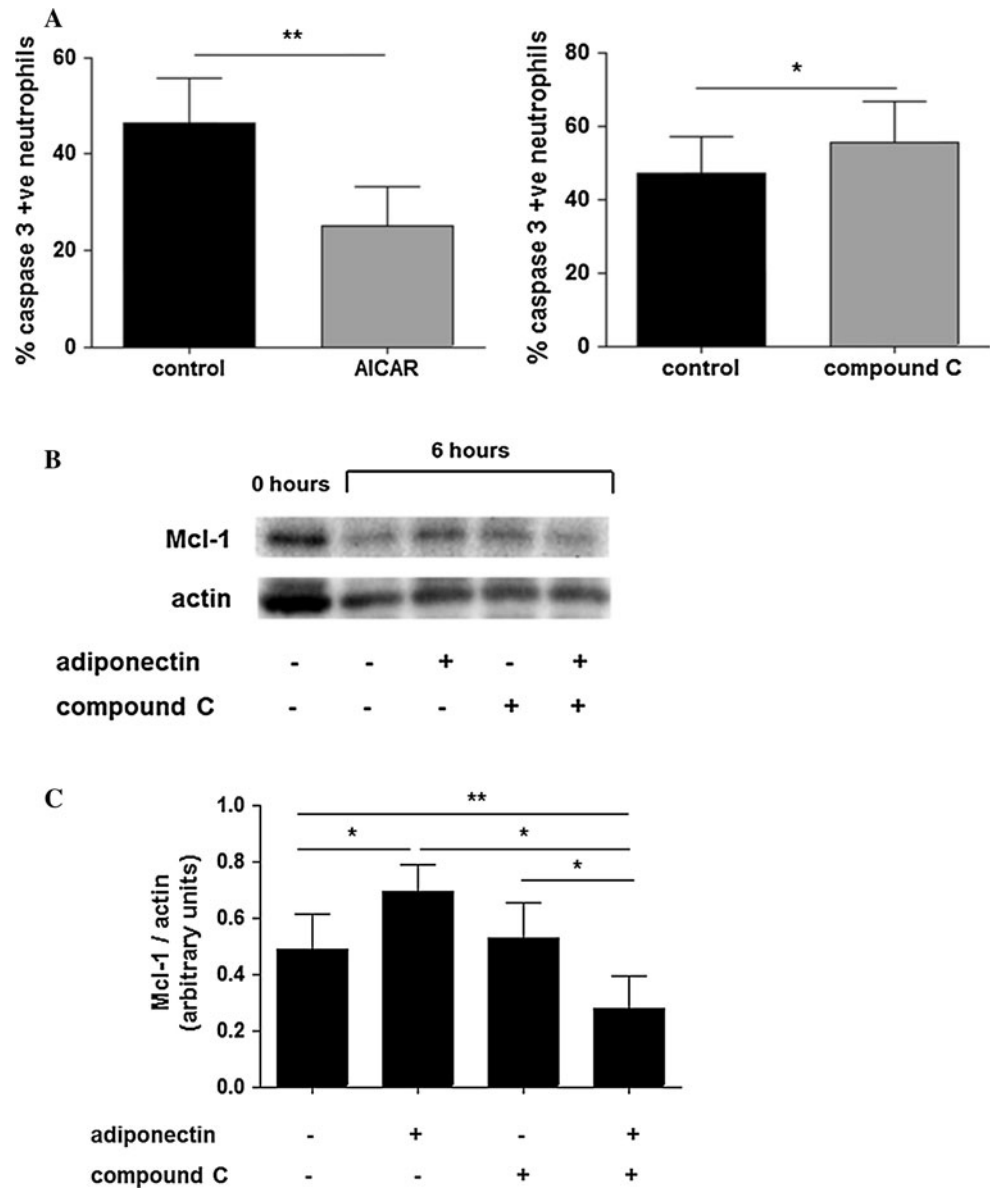 A
**
% caspase 3 +ve neutrophils
60
40
20
0
control
AICAR
*
% caspase 3 +ve neutrophils
80
60
40
20
0
control
compound C
B
6 hours
0 hours
Mcl-1
actin
adiponectin - - + - +
compound C - - - + +
C
**
* *
*
Mcl-1 / actin
(arbitrary units)
1.0
0.8
0.6
0.4
0.2
0.0
adiponectin - + - +
compound C - - + +